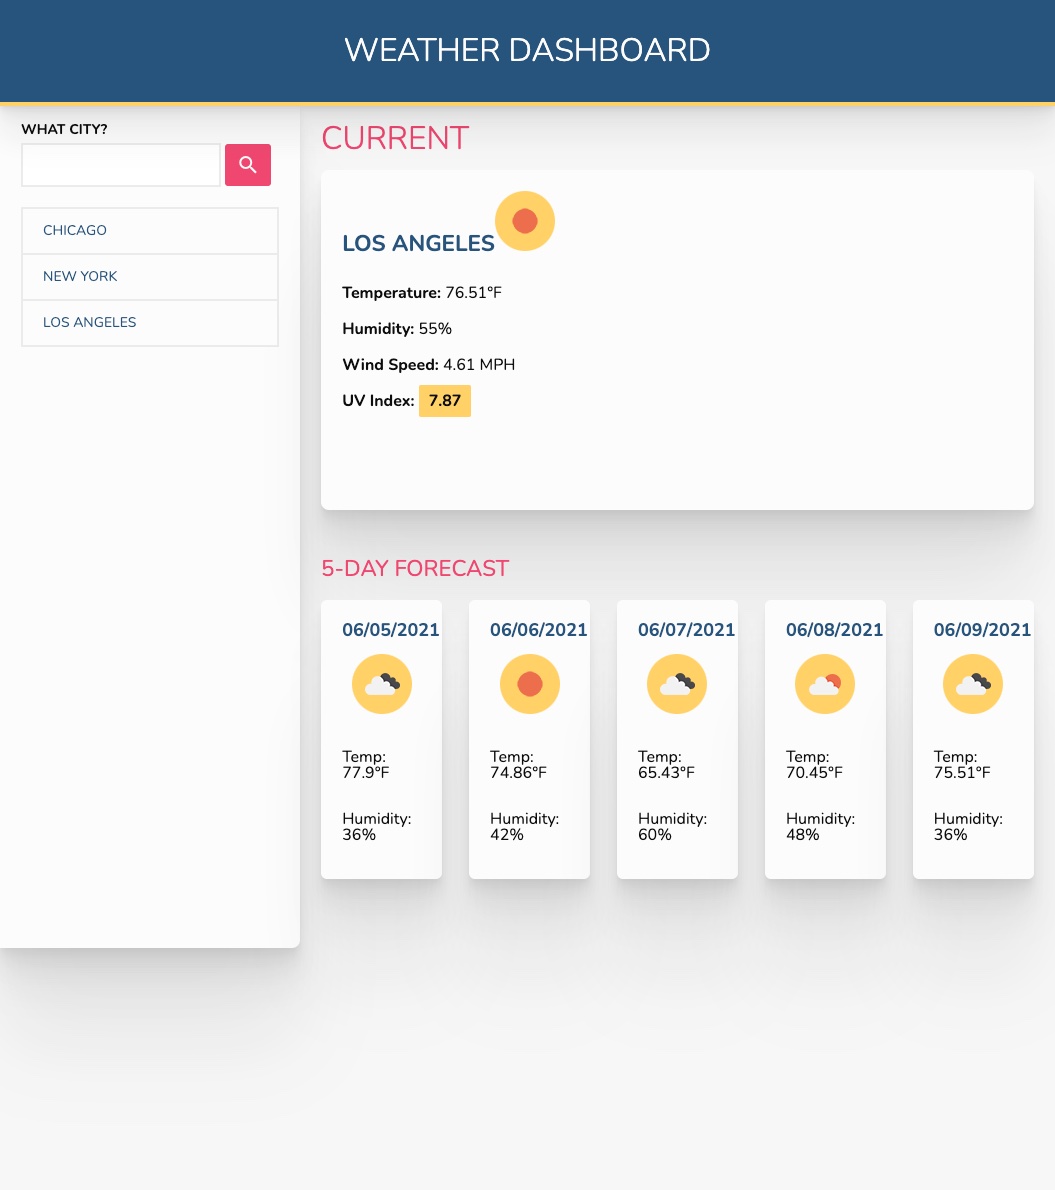 WEATHER DASHBOARD
WHAT CITY?
CHICAGO
NEW YORK
LOS ANGELES
CURRENT
LOS ANGELES
Temperature: 76.51°F
Humidity: 55%
Wind Speed: 4.61 MPH
UV Index: 7.87
5-DAY FORECAST
06/05/2021
Temp:
77.9°F
Humidity:
36%
06/06/2021
Temp:
74.86°F
Humidity:
42%
06/07/2021
Temp:
65.43°F
Humidity:
60%
06/08/2021
Temp:
70.45°F
Humidity:
48%
06/09/2021
Temp:
75.51°F
Humidity:
36%